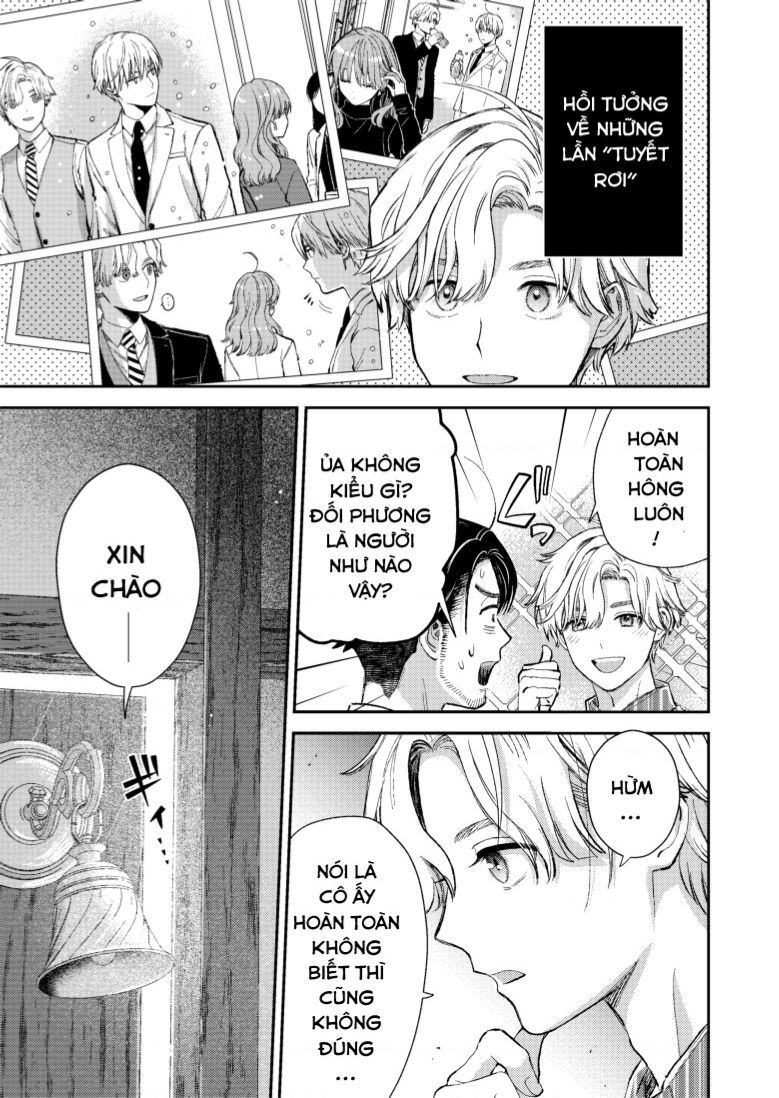 HỒI TƯỞNG
VỀ NHỮNG
LẦN "TUYẾT
RƠI"
HOÀN
TOÀN
HÔNG
LUÔN
!
ỦA KHÔNG
KIỂU GÌ?
ĐỐI PHƯƠNG
LÀ NGƯỜI
NHƯ NÀO
VẬY?
HỪM
...
NÓI LÀ
CÔ ẤY
HOÀN TOÀN
KHÔNG
BIẾT THÌ
CŨNG
KHÔNG
ĐÚNG
...
XIN
CHÀO